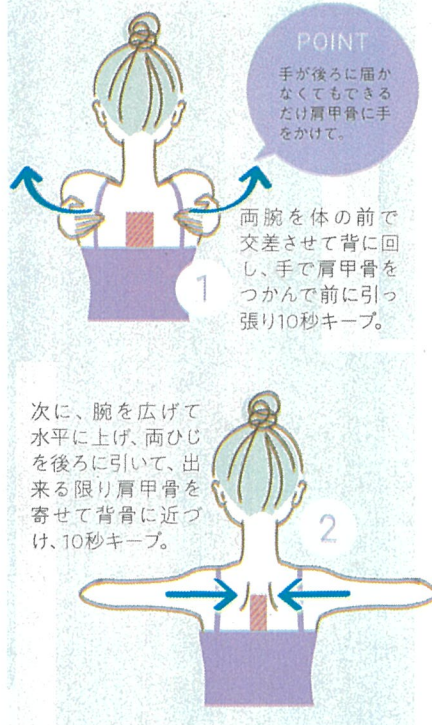 POINT
手が後ろに届か
なくてもできる
だけ肩甲骨に手
をかけて。
両腕を体の前で
交差させて背に回
し、手で肩甲骨を
つかんで前に引っ
張り10秒キープ。
1
次に、腕を広げて
水平に上げ、両ひじ
を後ろに引いて、出
来る限り肩甲骨を
寄せて背骨に近づ
け、10秒キープ。
2